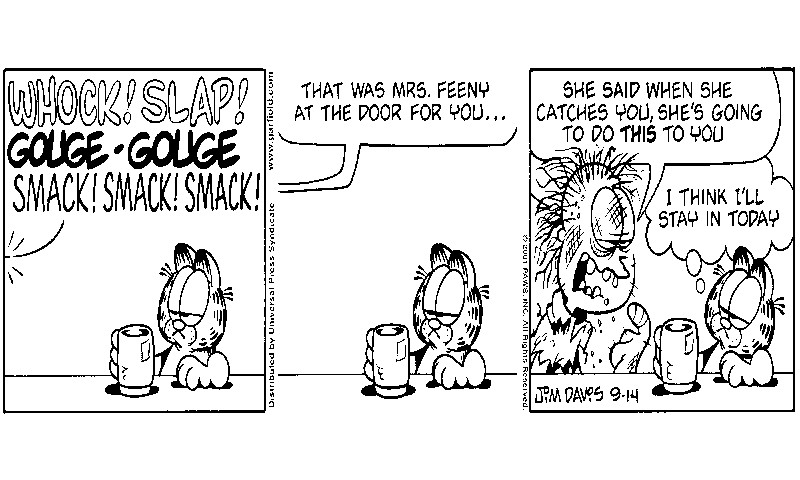 WHOCK! SLAP!
GOUGE-GOUGE
SMACK! SMACK! SMACK!
www.garfield.com
Distributed by Universal Press Syndicate
THAT WAS MRS. FEENY
AT THE DOOR FOR YOU...
SHE SAID WHEN SHE
CATCHES YOU, SHE'S GOING
TO DO THIS TO YOU
I THINK I'LL
STAY IN TODAY
© 2001 PAWS, INC. All Rights Reserved.
JIM DAVIS 9-14